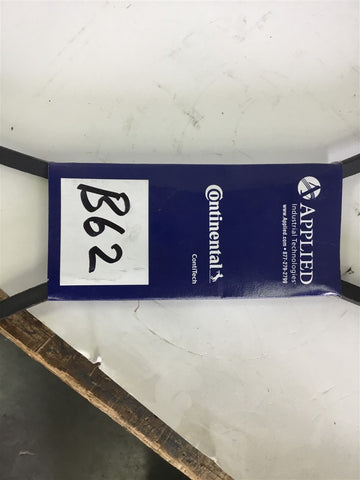 B62
Continental
ContiTech
APPLIED
Industrial Technologies
www.Applied.com • 877-279-2799